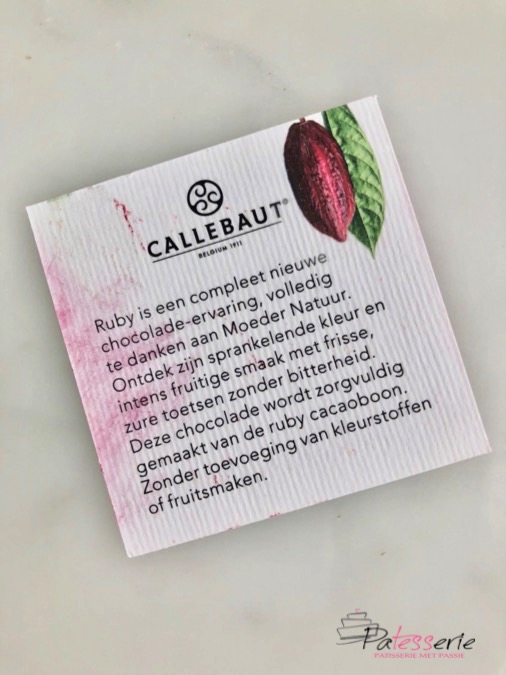 CALLEBAUT®
BELGIUM 1911
Ruby is een compleet nieuwe
chocolade-ervaring, volledig
te danken aan Moeder Natuur.
Ontdek zijn sprankelende kleur en
intens fruitige smaak met frisse,
zure toetsen zonder bitterheid.
Deze chocolade wordt zorgvuldig
gemaakt van de ruby cacaoboon.
Zonder toevoeging van kleurstoffen
of fruitsmaken.
Patesserie
PATISSERIE MET PASSIE